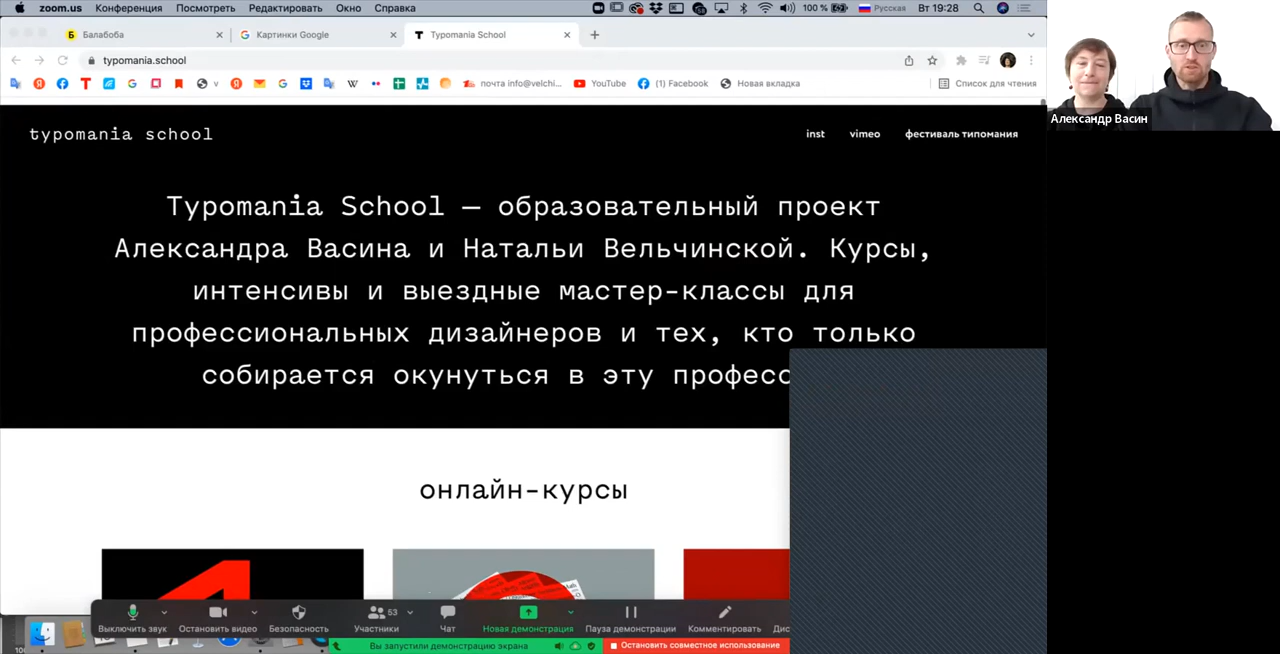 zoom.us Конференция Посмотреть Редактировать Окно Справка 100 % Русская Вт 19:28
Балабоба Картинки Google Typomania School
typomania.school
почта info@velchi... YouTube (1) Facebook Новая вкладка Список для чтения
typomania school inst vimeo фестиваль типомания
Typomania School — образовательный проект
Александра Васина и Натальи Вельчинской. Курсы,
интенсивы и выездные мастер-классы для
профессиональных дизайнеров и тех, кто только
собирается окунуться в эту професс
онлайн-курсы
53
Выключить звук Остановить видео Безопасность Участники Чат Новая демонстрация Пауза демонстрации Комментировать Дис
Вы запустили демонстрацию экрана Остановить совместное использование
Александр Васин